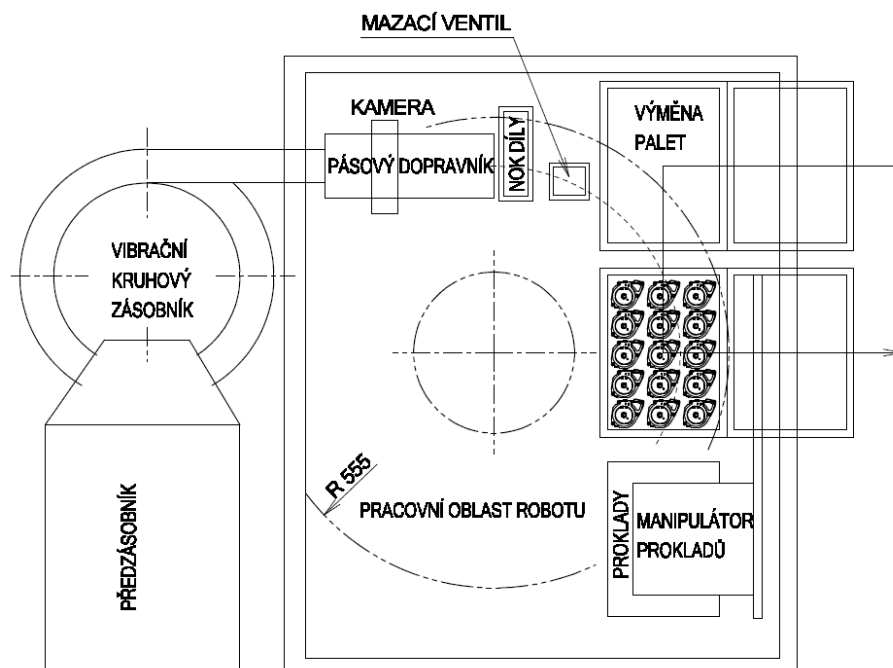 MAZACÍ VENTIL
KAMERA
PÁSOVÝ DOPRAVNÍK
NOK DÍLY
VÝMĚNA
PALET
VIBRAČNÍ
KRUHOVÝ
ZÁSOBNÍK
R 555
PRACOVNÍ OBLAST ROBOTU
PROKLADY
MANIPULÁTOR
PROKLADŮ
PŘEDZÁSOBNÍK